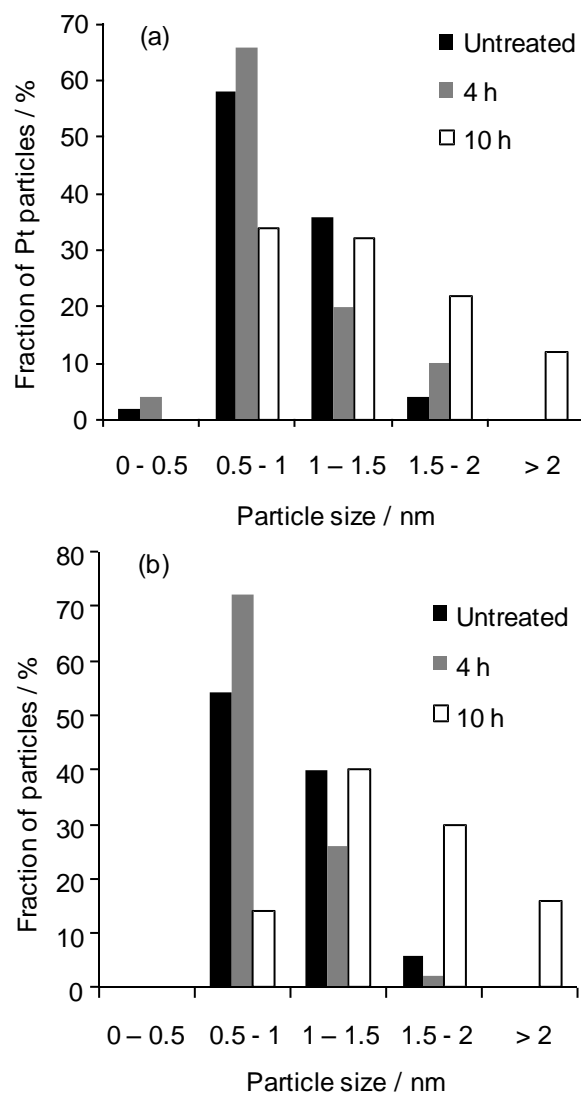 (a)
Untreated
4 h
10 h
Fraction of Pt particles / %
70
60
50
40
30
20
10
0
0 - 0.5 0.5 - 1 1 – 1.5 1.5 - 2 > 2
Particle size / nm
(b)
Untreated
4 h
10 h
Fraction of particles / %
80
70
60
50
40
30
20
10
0
0 – 0.5 0.5 - 1 1 – 1.5 1.5 - 2 > 2
Particle size / nm